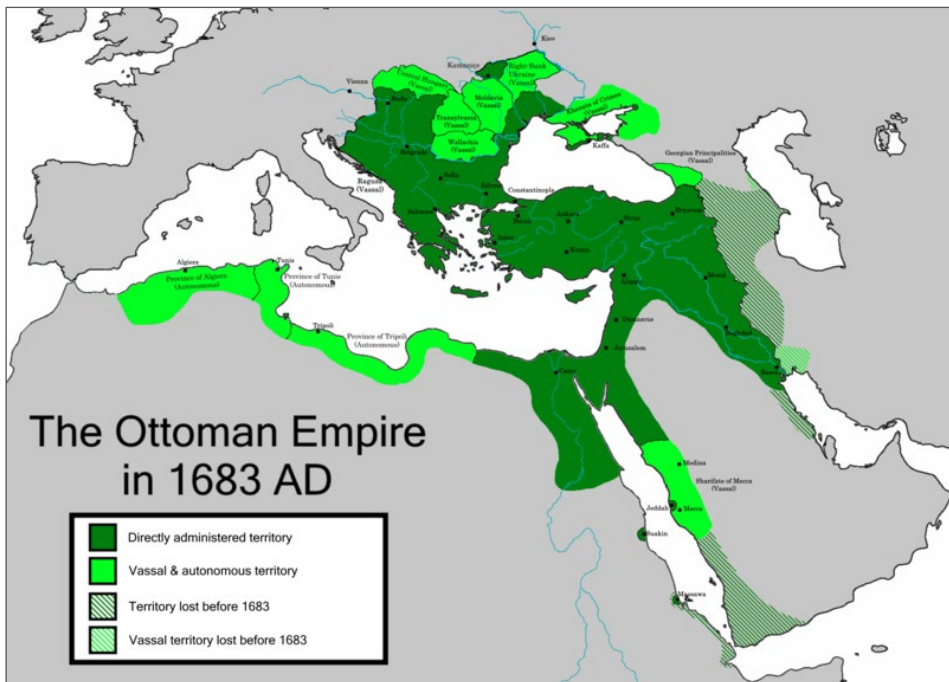 Kiev
Kamaniçe
Right Bank
Ukraine
(Vassal)
Vienna
Central Hungary
(Vassal)
Buda
Moldavia
(Vassal)
Khanate of Crimea
(Vassal)
Transylvania
(Vassal)
Kaffa
Wallachia
(Vassal)
Belgrade
Georgian Principalities
(Vassal)
Ragusa
(Vassal)
Sofia
Edirne
Constantinople
Salonica
Bursa
Ankara
Sivas
Erzurum
Izmir
Konya
Algiers
Tunis
Province of Algiers
(Autonomous)
Province of Tunis
(Autonomous)
Aleppo
Mosul
Tripoli
Province of Tripoli
(Autonomous)
Damascus
Baghdad
Jerusalem
Cairo
Basra
The Ottoman Empire
in 1683 AD
Medina
Sharifate of Mecca
(Vassal)
Jeddah
Mecca
Suakin
Massawa
Directly administered territory
Vassal & autonomous territory
Territory lost before 1683
Vassal territory lost before 1683